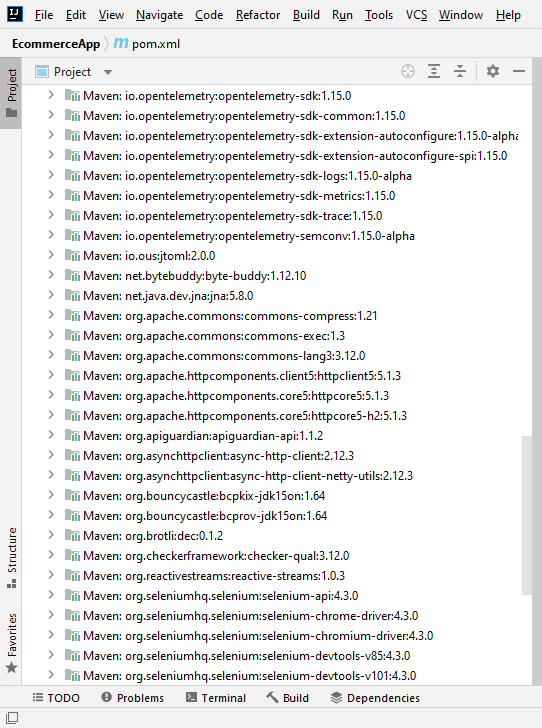 IJ File Edit View Navigate Code Refactor Build Run Tools VCS Window Help
EcommerceApp m pom.xml
Project
Project
Maven: io.opentelemetry:opentelemetry-sdk:1.15.0
Maven: io.opentelemetry:opentelemetry-sdk-common:1.15.0
Maven: io.opentelemetry:opentelemetry-sdk-extension-autoconfigure:1.15.0-alpha
Maven: io.opentelemetry:opentelemetry-sdk-extension-autoconfigure-spi:1.15.0
Maven: io.opentelemetry:opentelemetry-sdk-logs:1.15.0-alpha
Maven: io.opentelemetry:opentelemetry-sdk-metrics:1.15.0
Maven: io.opentelemetry:opentelemetry-sdk-trace:1.15.0
Maven: io.opentelemetry:opentelemetry-semconv:1.15.0-alpha
Maven: io.ous:jtoml:2.0.0
Maven: net.bytebuddy:byte-buddy:1.12.10
Maven: net.java.dev.jna:jna:5.8.0
Maven: org.apache.commons:commons-compress:1.21
Maven: org.apache.commons:commons-exec:1.3
Maven: org.apache.commons:commons-lang3:3.12.0
Maven: org.apache.httpcomponents.client5:httpclient5:5.1.3
Maven: org.apache.httpcomponents.core5:httpcore5:5.1.3
Maven: org.apache.httpcomponents.core5:httpcore5-h2:5.1.3
Maven: org.apiguardian:apiguardian-api:1.1.2
Maven: org.asynchttpclient:async-http-client:2.12.3
Maven: org.asynchttpclient:async-http-client-netty-utils:2.12.3
Maven: org.bouncycastle:bcpkix-jdk15on:1.64
Maven: org.bouncycastle:bcprov-jdk15on:1.64
Maven: org.brotli:dec:0.1.2
Maven: org.checkerframework:checker-qual:3.12.0
Maven: org.reactivestreams:reactive-streams:1.0.3
Maven: org.seleniumhq.selenium:selenium-api:4.3.0
Maven: org.seleniumhq.selenium:selenium-chrome-driver:4.3.0
Maven: org.seleniumhq.selenium:selenium-chromium-driver:4.3.0
Maven: org.seleniumhq.selenium:selenium-devtools-v85:4.3.0
Maven: org.seleniumhq.selenium:selenium-devtools-v101:4.3.0
Structure
Favorites
TODO Problems Terminal Build Dependencies